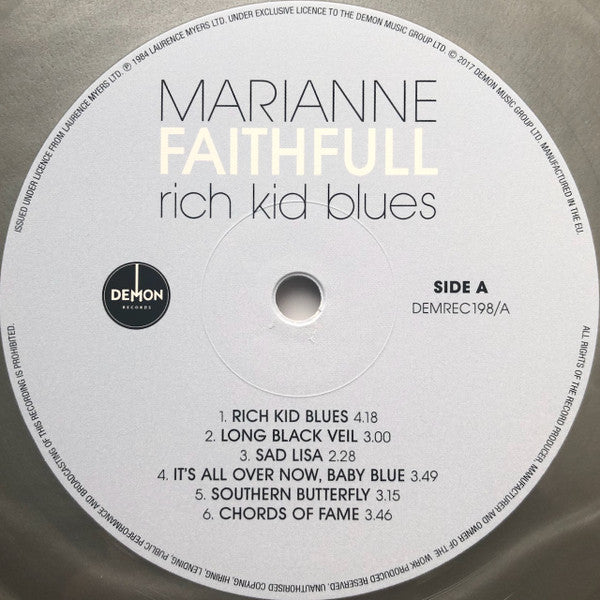 MARIANNE
FAITHFULL
rich kid blues
DEMON
RECORDS
SIDE A
DEMREC198/A
1. RICH KID BLUES 4.18
2. LONG BLACK VEIL 3.00
3. SAD LISA 2.28
4. IT'S ALL OVER NOW, BABY BLUE 3.49
5. SOUTHERN BUTTERFLY 3.15
6. CHORDS OF FAME 3.46
ISSUED UNDER LICENCE FROM LAURENCE MYERS LTD. ℗ 1984 LAURENCE MYERS LTD. UNDER EXCLUSIVE LICENCE TO THE DEMON MUSIC GROUP LTD. © 2017 DEMON MUSIC GROUP LTD. MANUFACTURED IN THE EU.
ALL RIGHTS OF THE RECORD PRODUCER, MANUFACTURER AND OWNER OF THE WORK REPRODUCED RESERVED. UNAUTHORISED COPYING, HIRING, LENDING, PUBLIC PERFORMANCE AND BROADCASTING OF THIS RECORDING IS PROHIBITED.